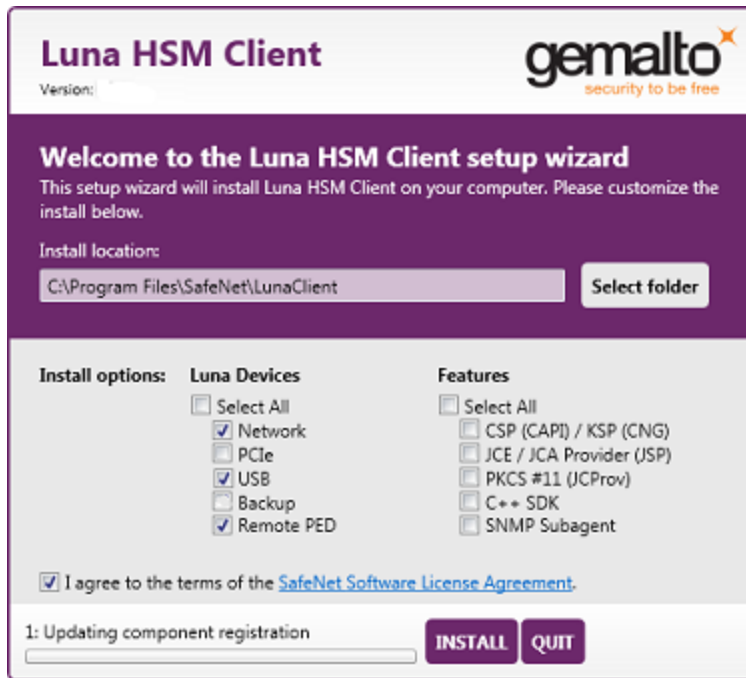 Luna HSM Client
Version:
gemalto
security to be free
Welcome to the Luna HSM Client setup wizard
This setup wizard will install Luna HSM Client on your computer. Please customize the
install below.
Install location:
C:\Program Files\SafeNet\LunaClient
Select folder
Install options:
Luna Devices
Select All
Network
PCIe
USB
Backup
Remote PED
Features
Select All
CSP (CAPI) / KSP (CNG)
JCE / JCA Provider (JSP)
PKCS #11 (JCProv)
C++ SDK
SNMP Subagent
I agree to the terms of the SafeNet Software License Agreement.
1: Updating component registration
INSTALL
QUIT